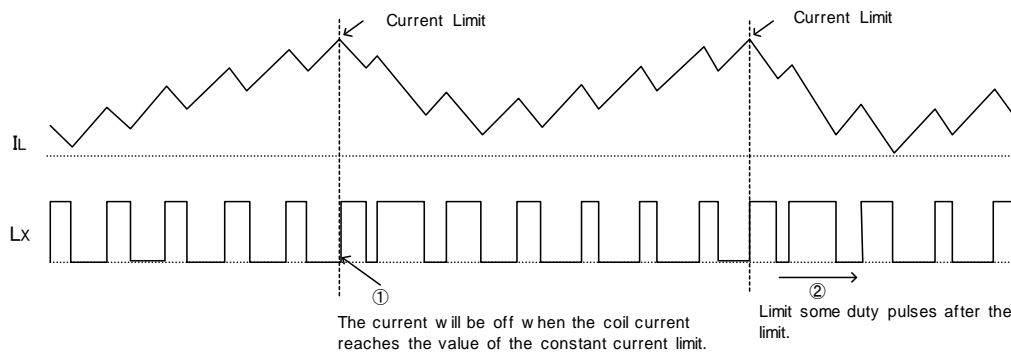 Current Limit
Current Limit
IL
LX
①
②
The current will be off when the coil current
reaches the value of the constant current limit.
Limit some duty pulses after the
limit.